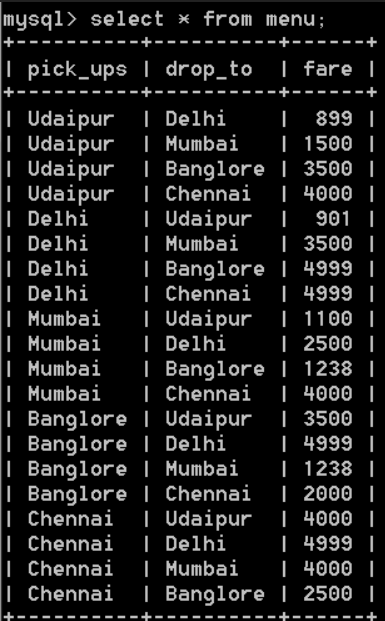 mysql> select * from menu;
+----------+----------+------+
| pick_ups | drop_to  | fare |
+----------+----------+------+
| Udaipur  | Delhi    |  899 |
| Udaipur  | Mumbai   | 1500 |
| Udaipur  | Banglore | 3500 |
| Udaipur  | Chennai  | 4000 |
| Delhi    | Udaipur  |  901 |
| Delhi    | Mumbai   | 3500 |
| Delhi    | Banglore | 4999 |
| Delhi    | Chennai  | 4999 |
| Mumbai   | Udaipur  | 1100 |
| Mumbai   | Delhi    | 2500 |
| Mumbai   | Banglore | 1238 |
| Mumbai   | Chennai  | 4000 |
| Banglore | Udaipur  | 3500 |
| Banglore | Delhi    | 4999 |
| Banglore | Mumbai   | 1238 |
| Banglore | Chennai  | 2000 |
| Chennai  | Udaipur  | 4000 |
| Chennai  | Delhi    | 4999 |
| Chennai  | Mumbai   | 4000 |
| Chennai  | Banglore | 2500 |
+----------+----------+------+